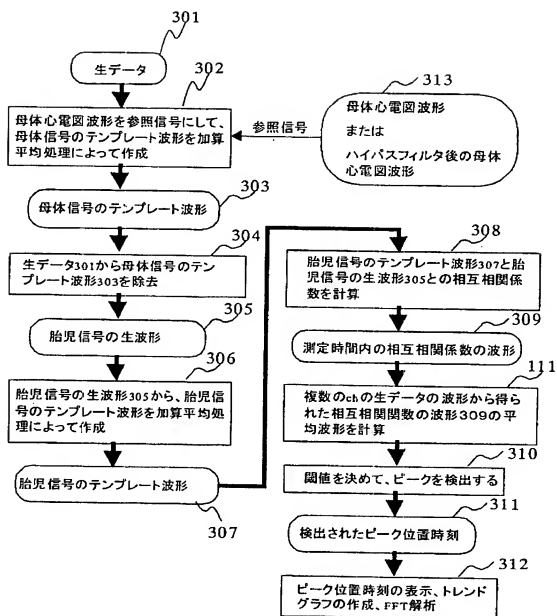 301
生データ
302
母体心電図波形を参照信号にして、
母体信号のテンプレート波形を加算
平均処理によって作成
参照信号
313
母体心電図波形
または
ハイパスフィルタ後の母体
心電図波形
303
母体信号のテンプレート波形
304
生データ301から母体信号のテン
プレート波形303を除去
305
胎児信号の生波形
306
胎児信号の生波形305から、胎児信
号のテンプレート波形を加算平均処
理によって作成
胎児信号のテンプレート波形
307
308
胎児信号のテンプレート波形307と胎
児信号の生波形305との相互相関係
数を計算
309
測定時間内の相互相関係数の波形
111
複数のchの生データの波形から得ら
れた相互相関関数の波形309の平
均波形を計算
310
閾値を決めて、ピークを検出する
311
検出されたピーク位置時刻
312
ピーク位置時刻の表示、トレンド
グラフの作成、FFT解析